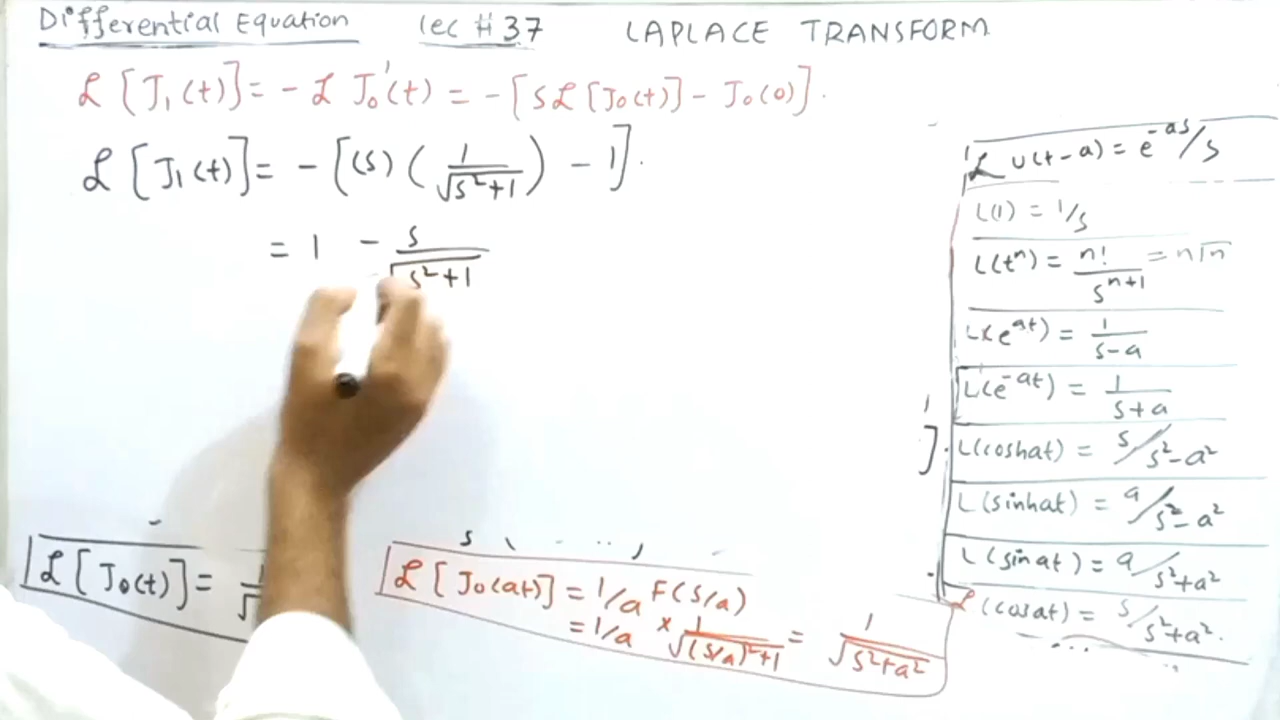 Differential Equation Lec # 37 LAPLACE TRANSFORM
ℒ [J₁(t)] = - ℒ J₀'(t) = - [sℒ [J₀(t)] - J₀(0)].
ℒ [J₁(t)] = - [(s) (1/√(s²+1)) - 1].
= 1 - s/√(s²+1)
ℒ [J₀(t)] = 1/√
ℒ [J₀(at)] = 1/a F(s/a)
= 1/a × 1/√((s/a)²+1) = 1/√(s²+a²)
ℒ u(t-a) = e^-as/s
L(1) = 1/s
L(tⁿ) = n!/sⁿ⁺¹ = n√n
L(e^at) = 1/s-a
L(e^-at) = 1/s+a
L(coshat) = s/s²-a²
L(sinhat) = a/s²-a²
L(sinat) = a/s²+a²
ℒ(cosat) = s/s²+a².